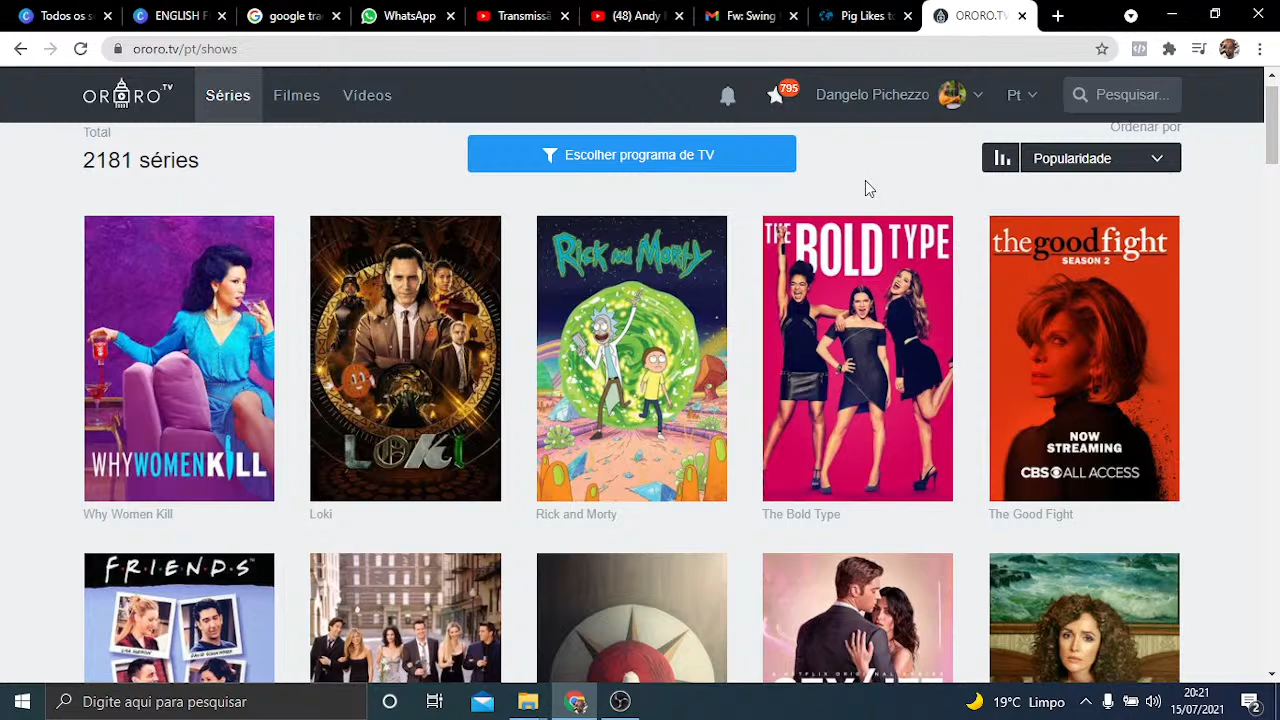 Todos os s
ENGLISH F
google tra
WhatsApp
Transmissã
(48) Andy
Fw: Swing
Pig Likes to
ORORO.TV
ororo.tv/pt/shows
ORORO.TV
Séries
Filmes
Vídeos
795
Dangelo Pichezzo
Pt
Pesquisar...
Total
Ordenar por
2181 séries
Escolher programa de TV
Popularidade
WHY WOMEN KILL
LOKI
Rick and Morty
THE BOLD TYPE
the good fight
SEASON 2
NOW
STREAMING
CBS ALL ACCESS
Why Women Kill
Loki
Rick and Morty
The Bold Type
The Good Fight
FRIENDS
Digite aqui para pesquisar
19°C Limpo
20:21
15/07/2021
2